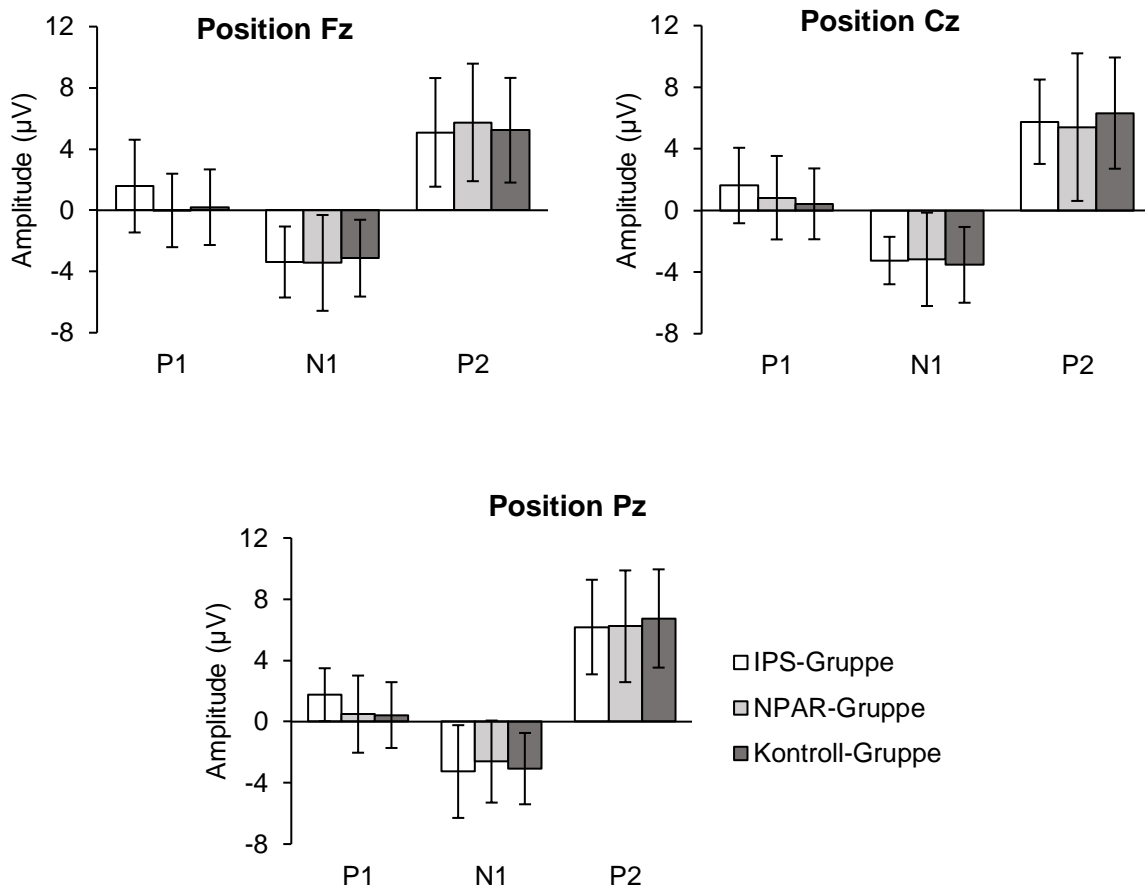 Position Fz
Amplitude (µV)
12
8
4
0
-4
-8
P1 N1 P2
Position Cz
Amplitude (µV)
12
8
4
0
-4
-8
P1 N1 P2
Position Pz
Amplitude (µV)
12
8
4
0
-4
-8
P1 N1 P2
IPS-Gruppe
NPAR-Gruppe
Kontroll-Gruppe